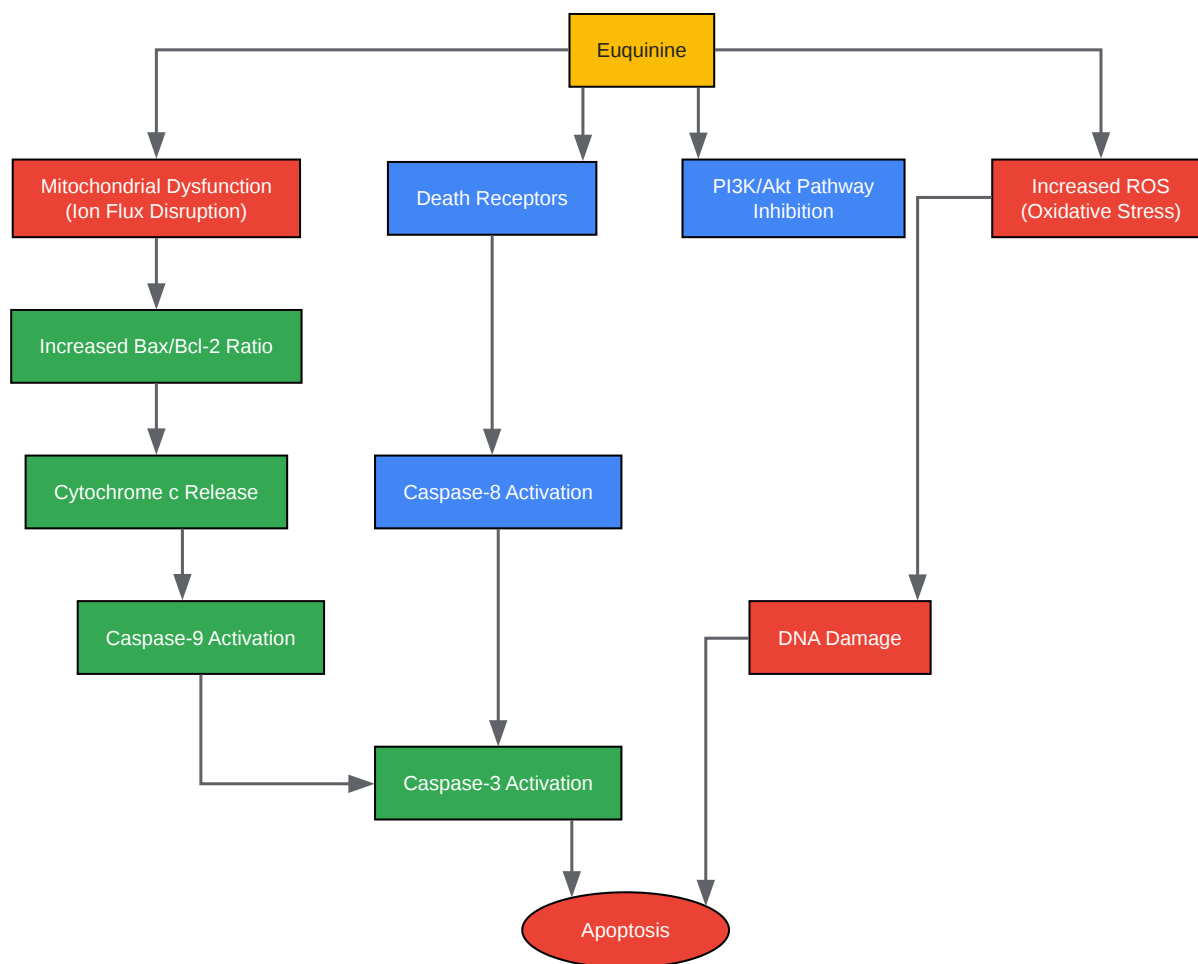 Euquinine
Mitochondrial Dysfunction
(Ion Flux Disruption)
Death Receptors
PI3K/Akt Pathway
Inhibition
Increased ROS
(Oxidative Stress)
Increased Bax/Bcl-2 Ratio
Cytochrome c Release
Caspase-8 Activation
Caspase-9 Activation
DNA Damage
Caspase-3 Activation
Apoptosis